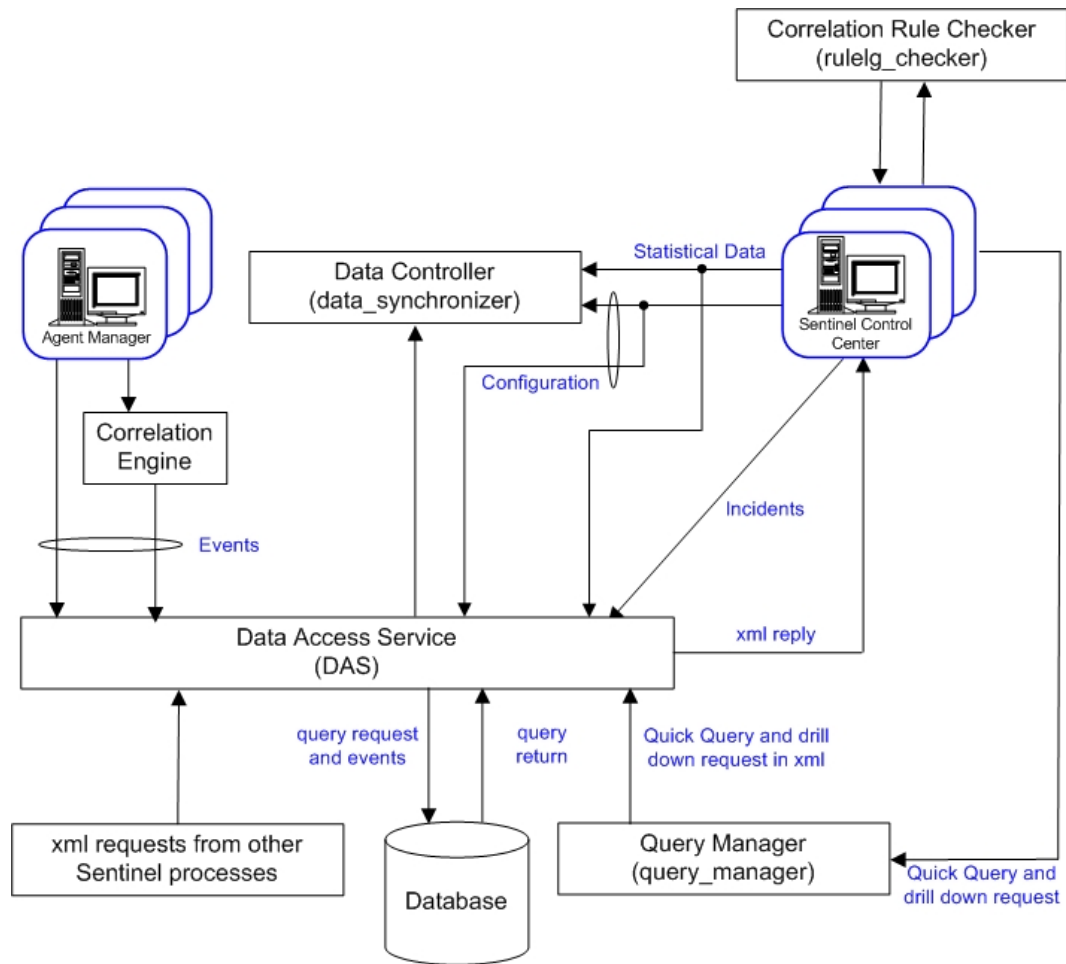 Correlation Rule Checker
(rulelg_checker)
Statistical Data
Data Controller
(data_synchronizer)
Agent Manager
Sentinel Control
Center
Configuration
Correlation
Engine
Incidents
Events
Data Access Service
(DAS)
xml reply
query request
and events
query
return
Quick Query and drill
down request in xml
xml requests from other
Sentinel processes
Query Manager
(query_manager)
Quick Query and
drill down request
Database